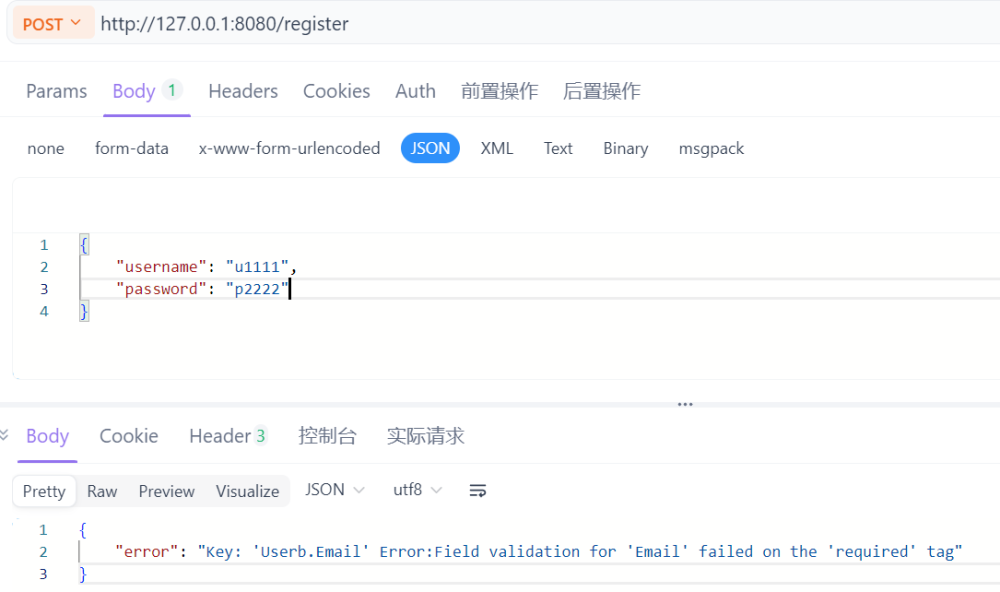 POST http://127.0.0.1:8080/register
Params Body 1 Headers Cookies Auth 前置操作 后置操作
none form-data x-www-form-urlencoded JSON XML Text Binary msgpack
1 {
2 "username": "u1111",
3 "password": "p2222"
4 }
Body Cookie Header 3 控制台 实际请求
Pretty Raw Preview Visualize JSON utf8
1 {
2 "error": "Key: 'Userb.Email' Error:Field validation for 'Email' failed on the 'required' tag"
3 }